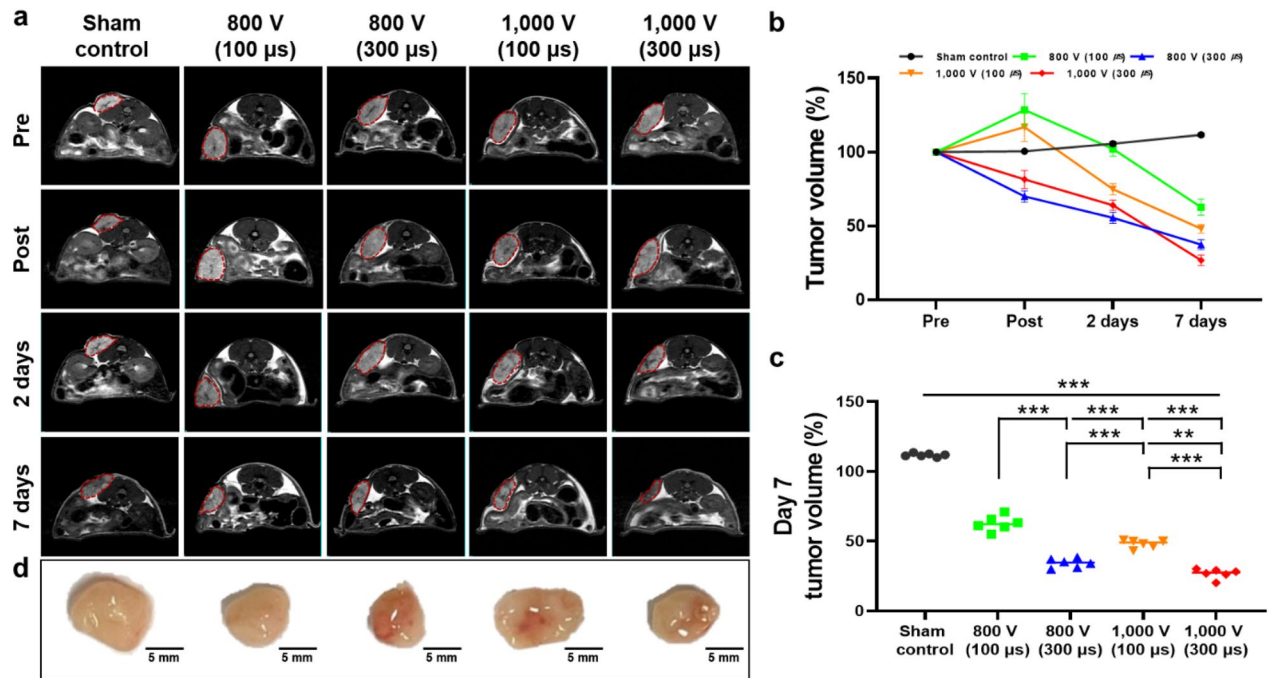 a
Sham control
800 V (100 µs)
800 V (300 µs)
1,000 V (100 µs)
1,000 V (300 µs)
Pre
Post
2 days
7 days
b
Sham control
800 V (100 ㎲)
800 V (300 ㎲)
1,000 V (100 ㎲)
1,000 V (300 ㎲)
Tumor volume (%)
150
100
50
0
Pre
Post
2 days
7 days
c
Day 7
tumor volume (%)
150
100
50
0
***
*** *** ***
*** **
***
Sham control
800 V (100 µs)
800 V (300 µs)
1,000 V (100 µs)
1,000 V (300 µs)
d
5 mm
5 mm
5 mm
5 mm
5 mm